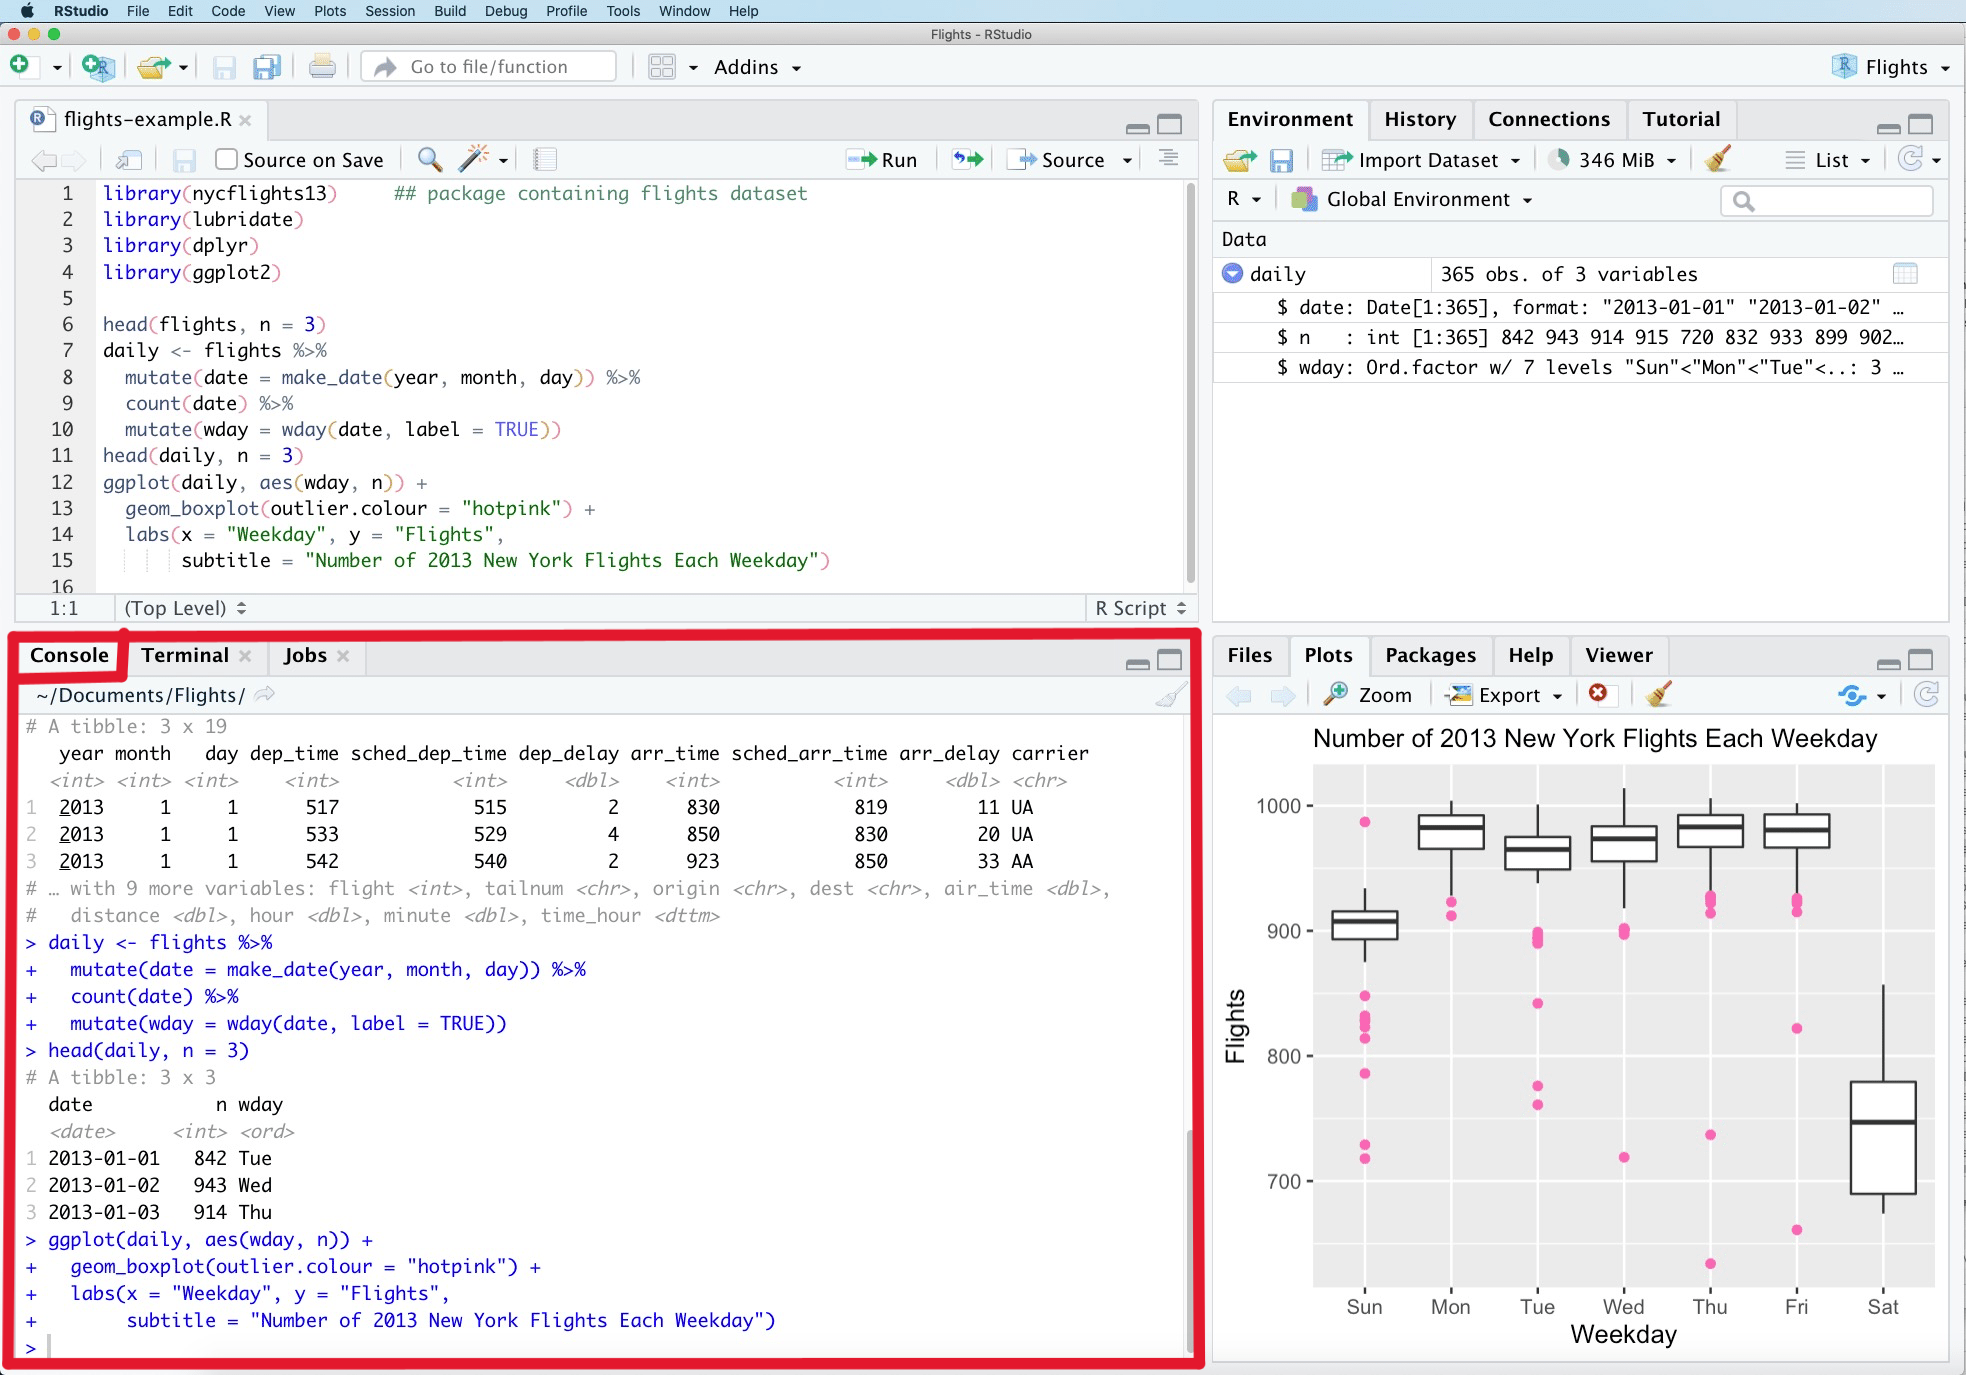 RStudio File Edit Code View Plots Session Build Debug Profile Tools Window Help
Flights - RStudio
Go to file/function Addins Flights
flights-example.R
Source on Save Run Source
1 library(nycflights13)     ## package containing flights dataset
2 library(lubridate)
3 library(dplyr)
4 library(ggplot2)
5
6 head(flights, n = 3)
7 daily <- flights %>%
8   mutate(date = make_date(year, month, day)) %>%
9   count(date) %>%
10   mutate(wday = wday(date, label = TRUE))
11 head(daily, n = 3)
12 ggplot(daily, aes(wday, n)) +
13   geom_boxplot(outlier.colour = "hotpink") +
14   labs(x = "Weekday", y = "Flights",
15        subtitle = "Number of 2013 New York Flights Each Weekday")
16
1:1 (Top Level) R Script
Console Terminal Jobs
~/Documents/Flights/
# A tibble: 3 x 19
   year month   day dep_time sched_dep_time dep_delay arr_time sched_arr_time arr_delay carrier
  <int> <int> <int>    <int>          <int>     <dbl>    <int>          <int>     <dbl> <chr>
1  2013     1     1      517            515         2      830            819        11 UA
2  2013     1     1      533            529         4      850            830        20 UA
3  2013     1     1      542            540         2      923            850        33 AA
# … with 9 more variables: flight <int>, tailnum <chr>, origin <chr>, dest <chr>, air_time <dbl>,
#   distance <dbl>, hour <dbl>, minute <dbl>, time_hour <dttm>
> daily <- flights %>%
+   mutate(date = make_date(year, month, day)) %>%
+   count(date) %>%
+   mutate(wday = wday(date, label = TRUE))
> head(daily, n = 3)
# A tibble: 3 x 3
  date           n wday
  <date>     <int> <ord>
1 2013-01-01   842 Tue
2 2013-01-02   943 Wed
3 2013-01-03   914 Thu
> ggplot(daily, aes(wday, n)) +
+   geom_boxplot(outlier.colour = "hotpink") +
+   labs(x = "Weekday", y = "Flights",
+        subtitle = "Number of 2013 New York Flights Each Weekday")
>
Environment History Connections Tutorial
Import Dataset 346 MiB List
R Global Environment
Data
daily 365 obs. of 3 variables
$ date: Date[1:365], format: "2013-01-01" "2013-01-02" …
$ n   : int [1:365] 842 943 914 915 720 832 933 899 902…
$ wday: Ord.factor w/ 7 levels "Sun"<"Mon"<"Tue"<..: 3 …
Files Plots Packages Help Viewer
Zoom Export
Number of 2013 New York Flights Each Weekday
1000
900
800
700
Flights
Sun Mon Tue Wed Thu Fri Sat
Weekday